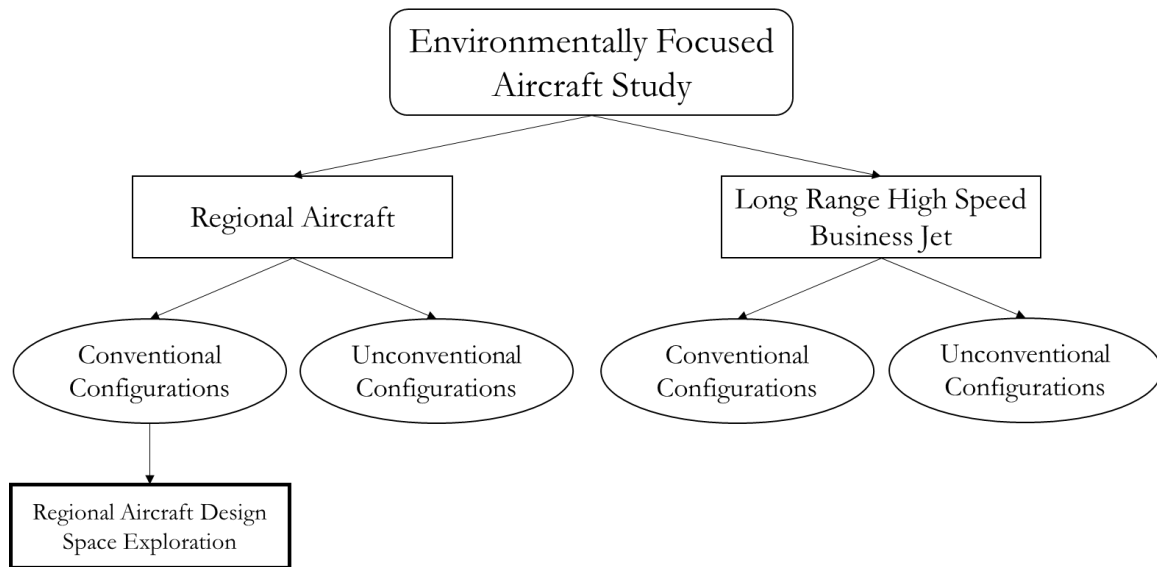 Environmentally Focused
Aircraft Study
Regional Aircraft
Long Range High Speed
Business Jet
Conventional
Configurations
Unconventional
Configurations
Conventional
Configurations
Unconventional
Configurations
Regional Aircraft Design
Space Exploration